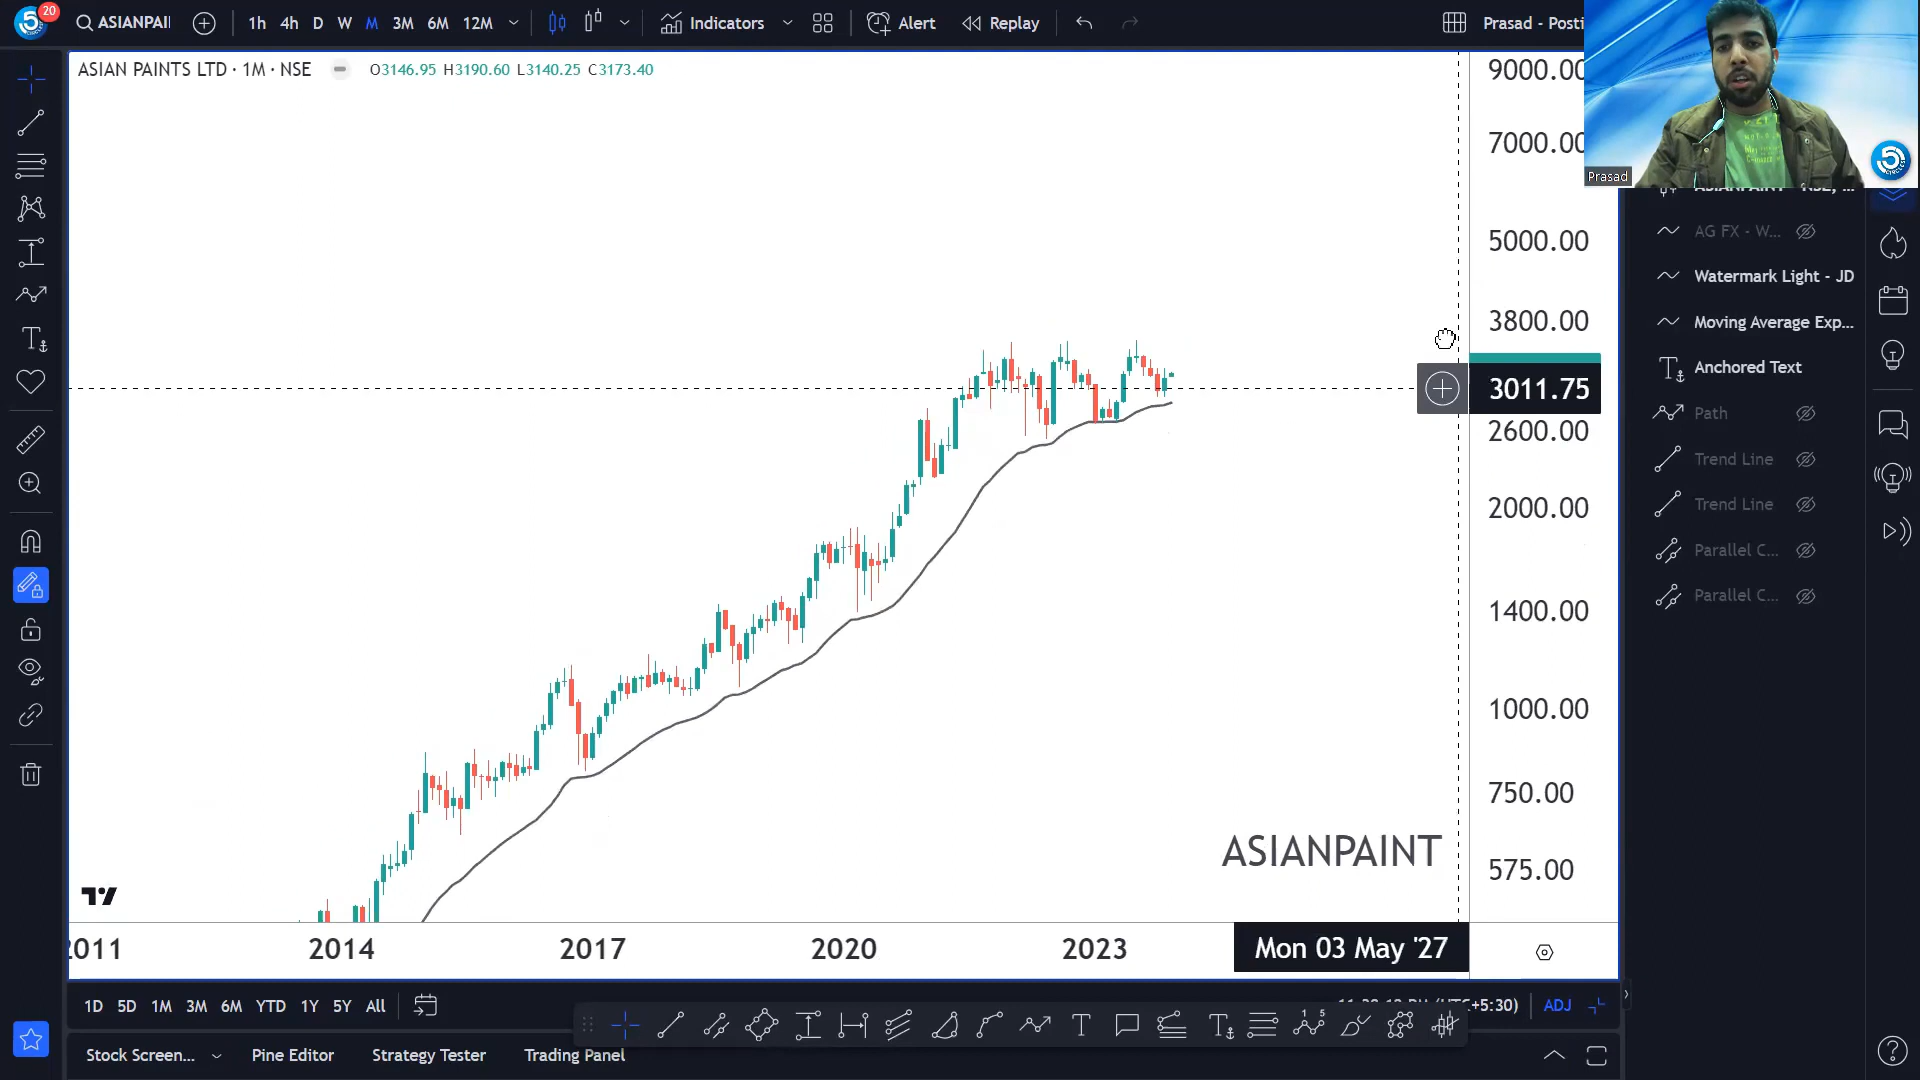 20
ASIANPAI
1h 4h D W M 3M 6M 12M
Indicators
Alert
Replay
Prasad - Posti
ASIAN PAINTS LTD · 1M · NSE O3146.95 H3190.60 L3140.25 C3173.40
9000.00
7000.00
5000.00
3800.00
3011.75
2600.00
2000.00
1400.00
1000.00
750.00
575.00
Prasad
AG FX - W...
Watermark Light - JD
Moving Average Exp...
Anchored Text
Path
Trend Line
Trend Line
Parallel C...
Parallel C...
ASIANPAINT
2014 2017 2020 2023 Mon 03 May '27
1D 5D 1M 3M 6M YTD 1Y 5Y All
+5:30) ADJ
Stock Screen... Pine Editor Strategy Tester Trading Panel